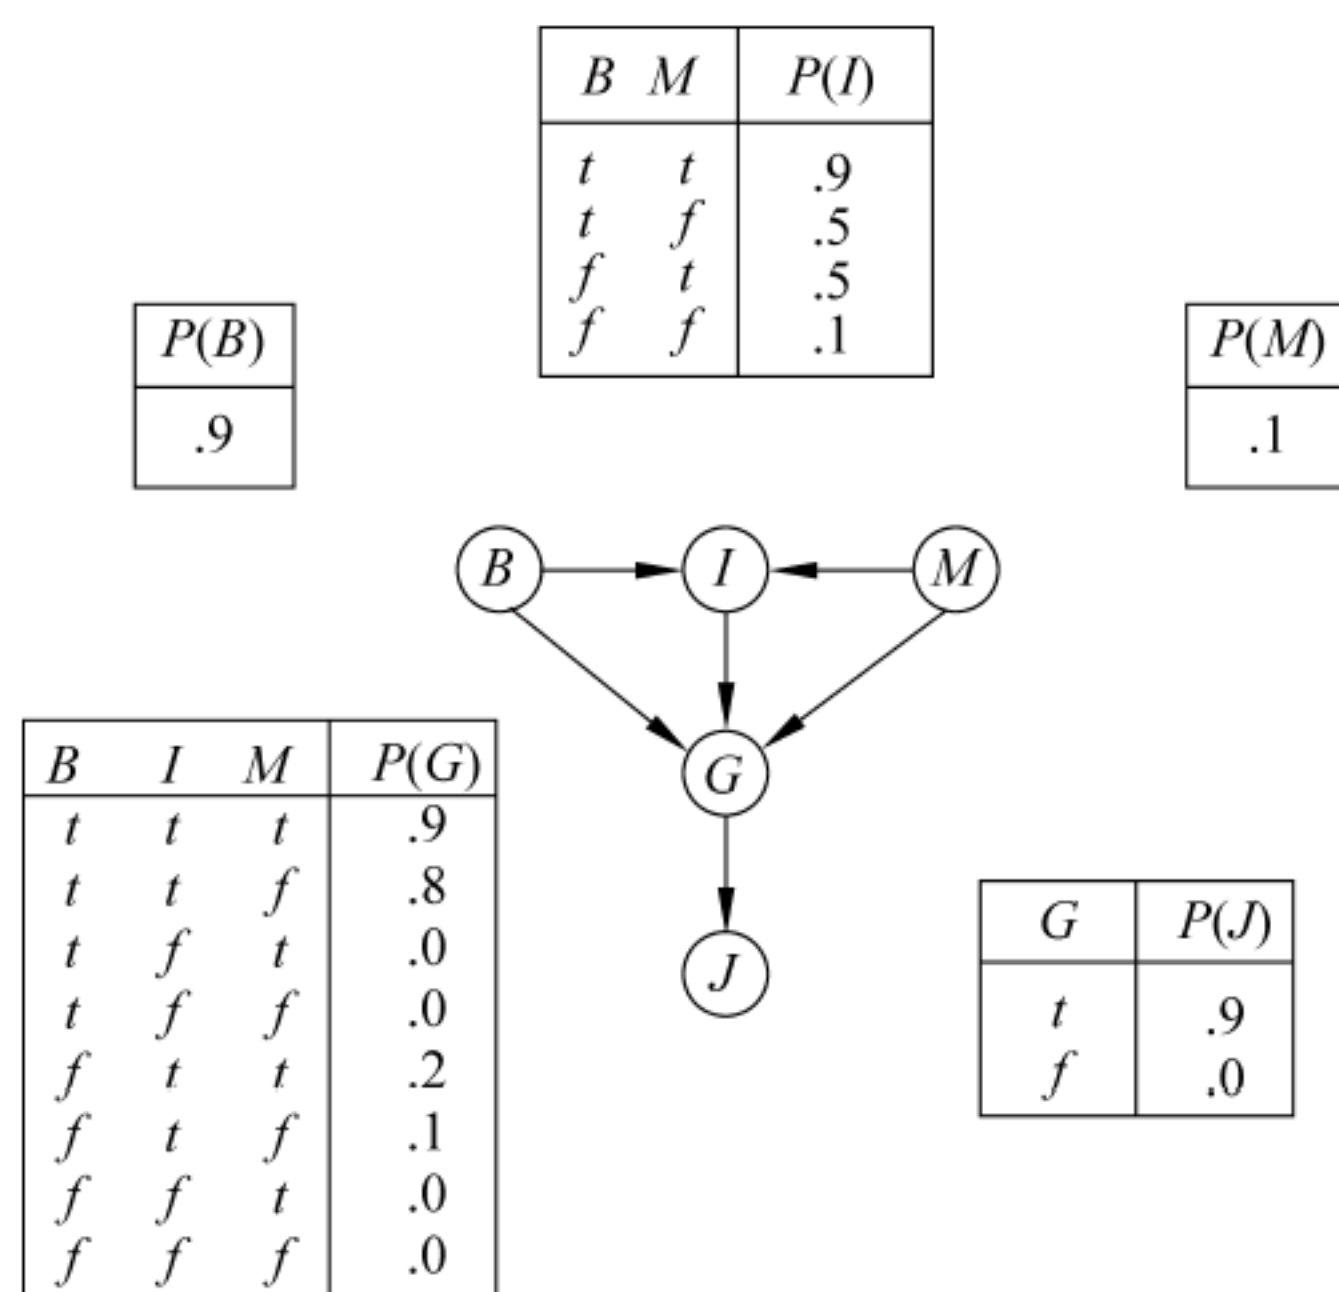 B M P(I)
t t .9
t f .5
f t .5
f f .1
P(B)
.9
P(M)
.1
B I M
G
J
B I M P(G)
t t t .9
t t f .8
t f t .0
t f f .0
f t t .2
f t f .1
f f t .0
f f f .0
G P(J)
t .9
f .0